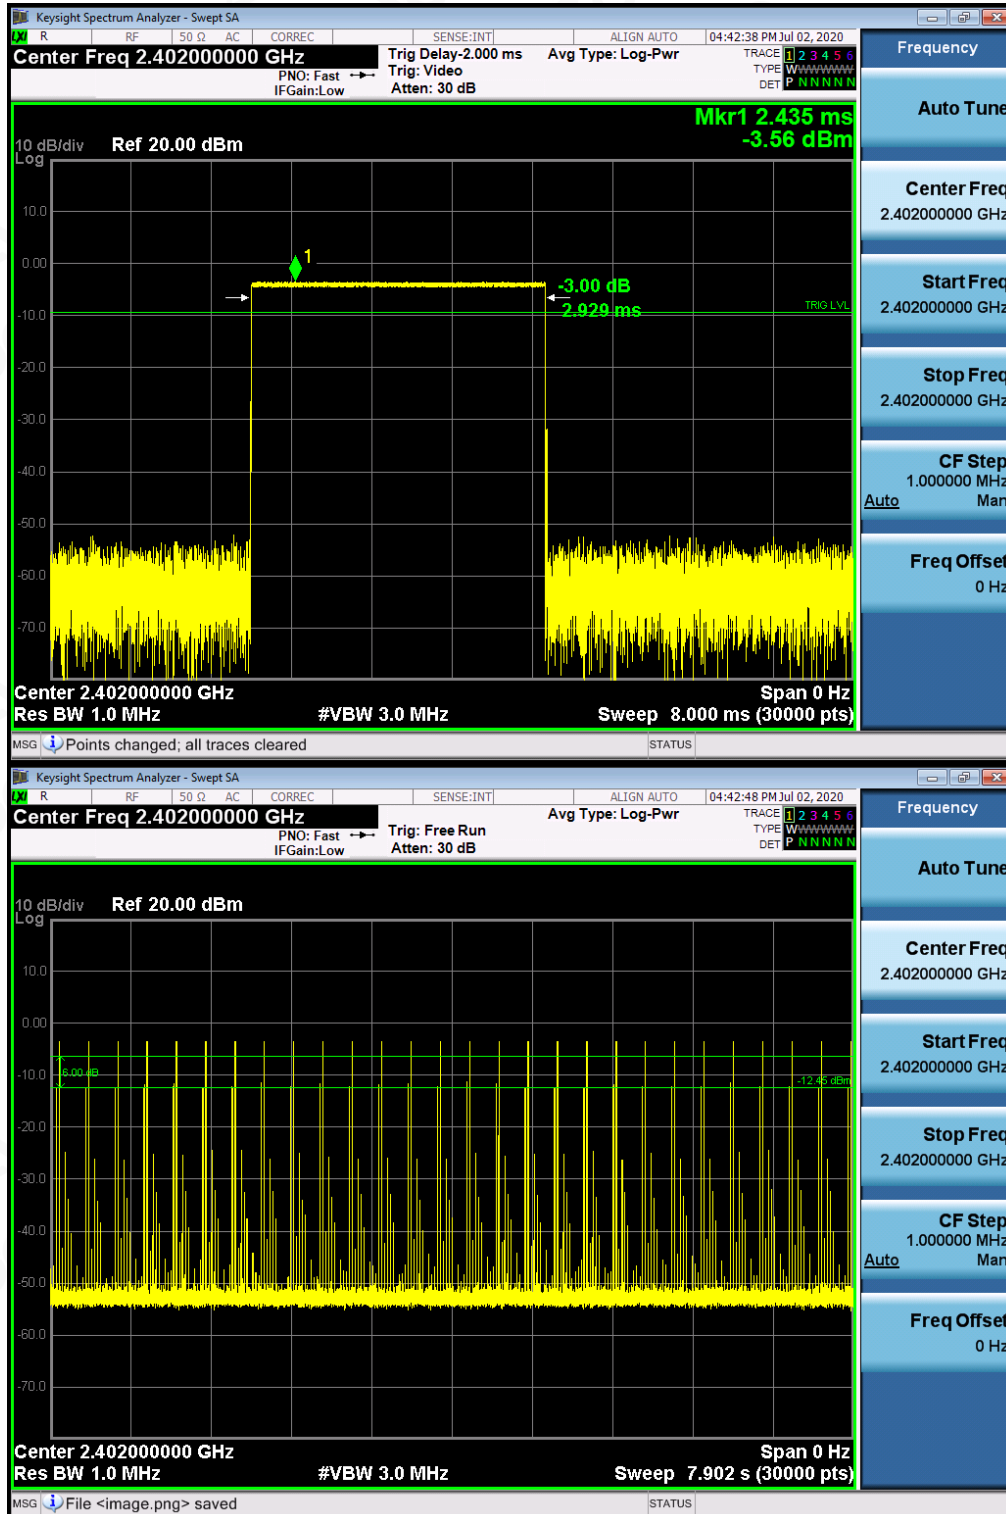 Keysight Spectrum Analyzer - Swept SA
LXI R RF 50 Ω AC CORREC SENSE:INT ALIGN AUTO 04:42:38 PM Jul 02, 2020
Center Freq 2.402000000 GHz
PNO: Fast
IFGain:Low
Trig Delay-2.000 ms
Trig: Video
Atten: 30 dB
Avg Type: Log-Pwr
TRACE 1 2 3 4 5 6
TYPE W W W W W W
DET P N N N N N
Frequency
Mkr1 2.435 ms
-3.56 dBm
10 dB/div Ref 20.00 dBm
Log
10.0
0.00
-10.0
-20.0
-30.0
-40.0
-50.0
-60.0
-70.0
1
-3.00 dB
2.929 ms
TRIG LVL
Center 2.402000000 GHz Span 0 Hz
Res BW 1.0 MHz #VBW 3.0 MHz Sweep 8.000 ms (30000 pts)
Auto Tune
Center Freq
2.402000000 GHz
Start Freq
2.402000000 GHz
Stop Freq
2.402000000 GHz
CF Step
1.000000 MHz
Auto Man
Freq Offset
0 Hz
MSG Points changed; all traces cleared STATUS
Keysight Spectrum Analyzer - Swept SA
LXI R RF 50 Ω AC CORREC SENSE:INT ALIGN AUTO 04:42:48 PM Jul 02, 2020
Center Freq 2.402000000 GHz
PNO: Fast
IFGain:Low
Trig: Free Run
Atten: 30 dB
Avg Type: Log-Pwr
TRACE 1 2 3 4 5 6
TYPE W W W W W W
DET P N N N N N
Frequency
10 dB/div Ref 20.00 dBm
Log
10.0
0.00
-10.0
-20.0
-30.0
-40.0
-50.0
-60.0
-70.0
6.00 dB
-12.45 dBm
Center 2.402000000 GHz Span 0 Hz
Res BW 1.0 MHz #VBW 3.0 MHz Sweep 7.902 s (30000 pts)
Auto Tune
Center Freq
2.402000000 GHz
Start Freq
2.402000000 GHz
Stop Freq
2.402000000 GHz
CF Step
1.000000 MHz
Auto Man
Freq Offset
0 Hz
MSG File <image.png> saved STATUS